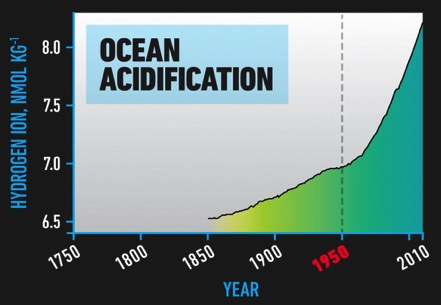 OCEAN
ACIDIFICATION
HYDROGEN ION, NMOL KG⁻¹
8.0
7.5
7.0
6.5
1750
1800
1850
1900
1950
2010
YEAR